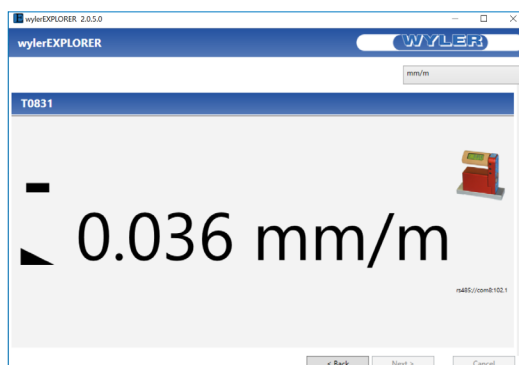 wylerEXPLORER 2.0.5.0
wylerEXPLORER
WYLER
mm/m
T0831
- 0.036 mm/m
rs485://com8:102.1
< Back Next > Cancel